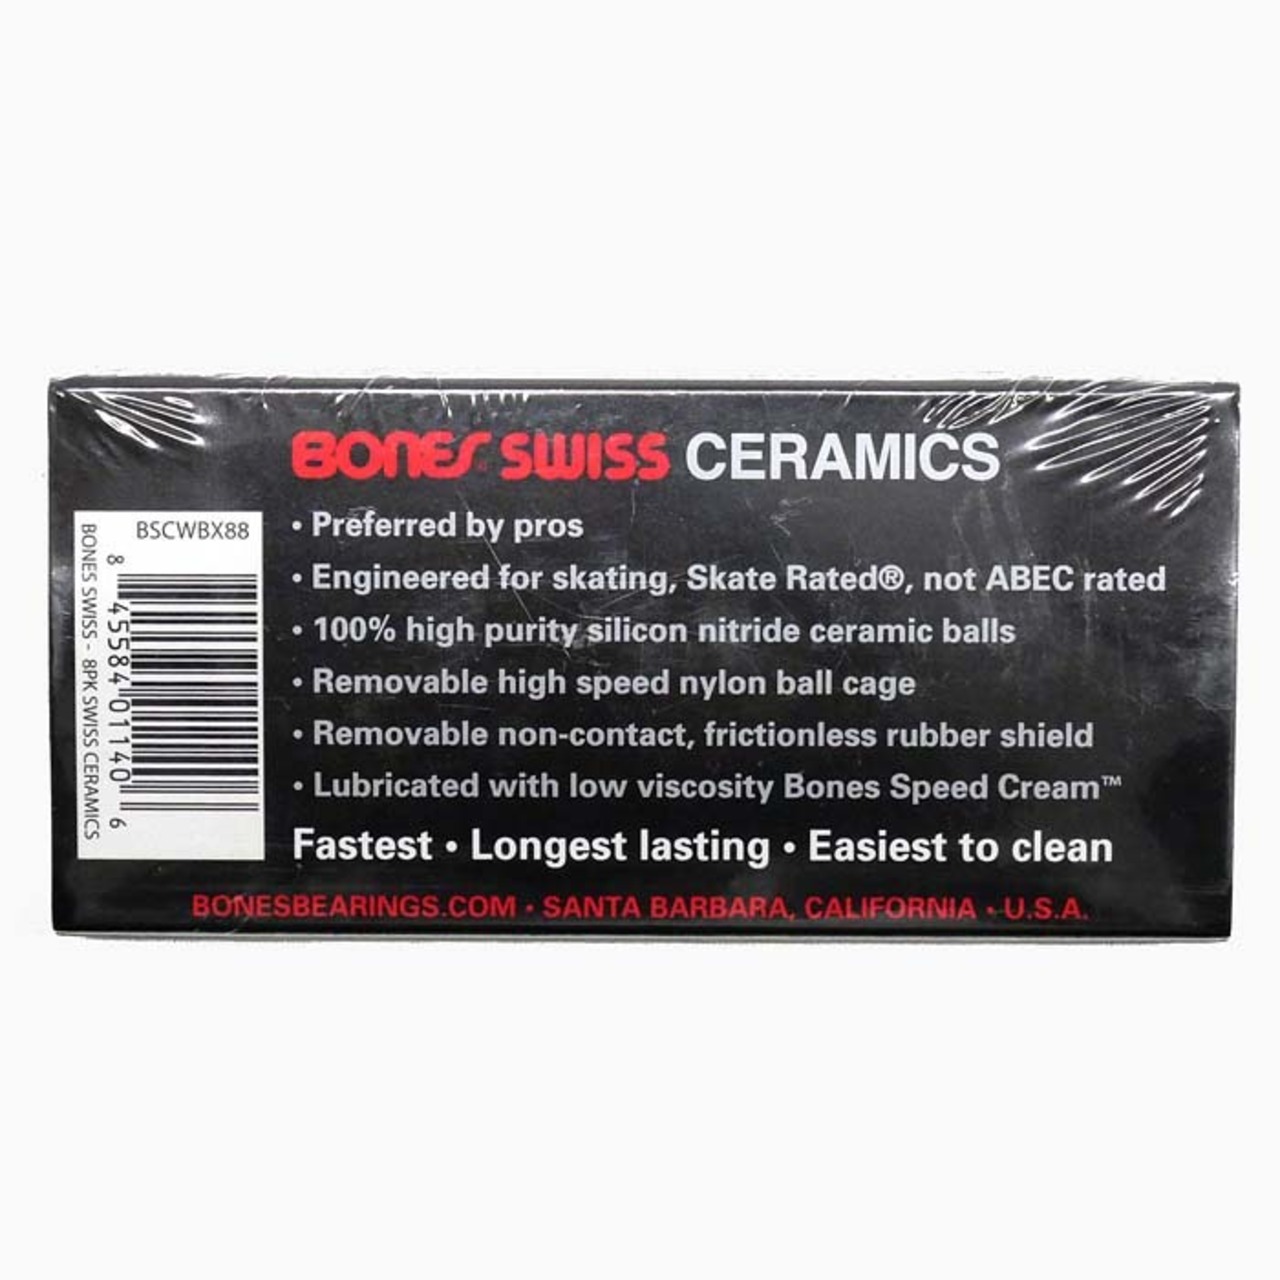 BONES SWISS CERAMICS
• Preferred by pros
• Engineered for skating, Skate Rated®, not ABEC rated
• 100% high purity silicon nitride ceramic balls
• Removable high speed nylon ball cage
• Removable non-contact, frictionless rubber shield
• Lubricated with low viscosity Bones Speed Cream™
Fastest • Longest lasting • Easiest to clean
BONESBEARINGS.COM • SANTA BARBARA, CALIFORNIA • U.S.A.
BSCWBX88
8 45584 01140 6
BONES SWISS - 8PK SWISS CERAMICS